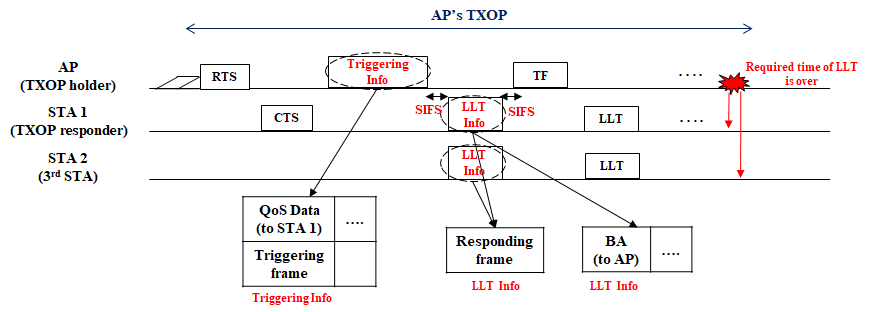 AP's TXOP
AP
(TXOP holder)
RTS
Triggering
Info
TF
....
Required time of LLT
is over
SIFS
SIFS
STA 1
(TXOP responder)
CTS
LLT
Info
LLT
....
STA 2
(3rd STA)
LLT
Info
LLT
QoS Data
(to STA 1)
....
Triggering
frame
Triggering Info
Responding
frame
LLT Info
BA
(to AP)
....
LLT Info